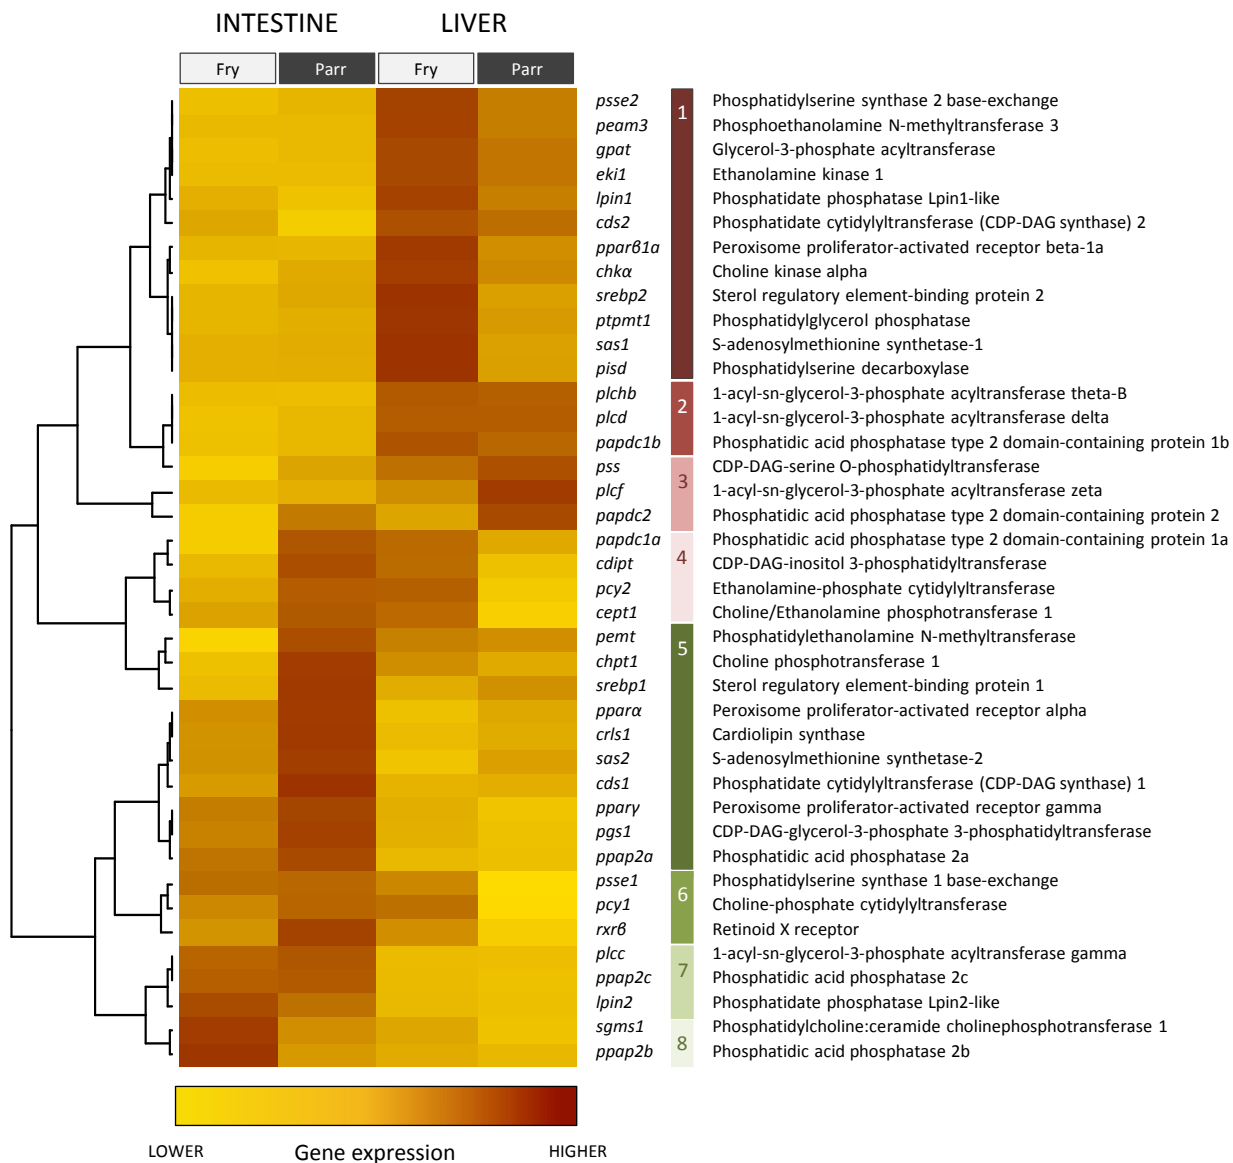 INTESTINE LIVER
Fry Parr Fry Parr
psse2 1 Phosphatidylserine synthase 2 base-exchange
peam3 Phosphoethanolamine N-methyltransferase 3
gpat Glycerol-3-phosphate acyltransferase
eki1 Ethanolamine kinase 1
lpin1 Phosphatidate phosphatase Lpin1-like
cds2 Phosphatidate cytidylyltransferase (CDP-DAG synthase) 2
pparβ1a Peroxisome proliferator-activated receptor beta-1a
chkα Choline kinase alpha
srebp2 Sterol regulatory element-binding protein 2
ptpmt1 Phosphatidylglycerol phosphatase
sas1 S-adenosylmethionine synthetase-1
pisd Phosphatidylserine decarboxylase
plchb 1-acyl-sn-glycerol-3-phosphate acyltransferase theta-B
plcd 2 1-acyl-sn-glycerol-3-phosphate acyltransferase delta
papdc1b Phosphatidic acid phosphatase type 2 domain-containing protein 1b
pss CDP-DAG-serine O-phosphatidyltransferase
plcf 3 1-acyl-sn-glycerol-3-phosphate acyltransferase zeta
papdc2 Phosphatidic acid phosphatase type 2 domain-containing protein 2
papdc1a Phosphatidic acid phosphatase type 2 domain-containing protein 1a
cdipt 4 CDP-DAG-inositol 3-phosphatidyltransferase
pcy2 Ethanolamine-phosphate cytidylyltransferase
cept1 Choline/Ethanolamine phosphotransferase 1
pemt 5 Phosphatidylethanolamine N-methyltransferase
chpt1 Choline phosphotransferase 1
srebp1 Sterol regulatory element-binding protein 1
pparα Peroxisome proliferator-activated receptor alpha
crls1 Cardiolipin synthase
sas2 S-adenosylmethionine synthetase-2
cds1 Phosphatidate cytidylyltransferase (CDP-DAG synthase) 1
pparγ Peroxisome proliferator-activated receptor gamma
pgs1 CDP-DAG-glycerol-3-phosphate 3-phosphatidyltransferase
ppap2a Phosphatidic acid phosphatase 2a
psse1 6 Phosphatidylserine synthase 1 base-exchange
pcy1 Choline-phosphate cytidylyltransferase
rxrβ Retinoid X receptor
plcc 1-acyl-sn-glycerol-3-phosphate acyltransferase gamma
ppap2c 7 Phosphatidic acid phosphatase 2c
lpin2 Phosphatidate phosphatase Lpin2-like
sgms1 Phosphatidylcholine:ceramide cholinephosphotransferase 1
ppap2b 8 Phosphatidic acid phosphatase 2b
LOWER Gene expression HIGHER